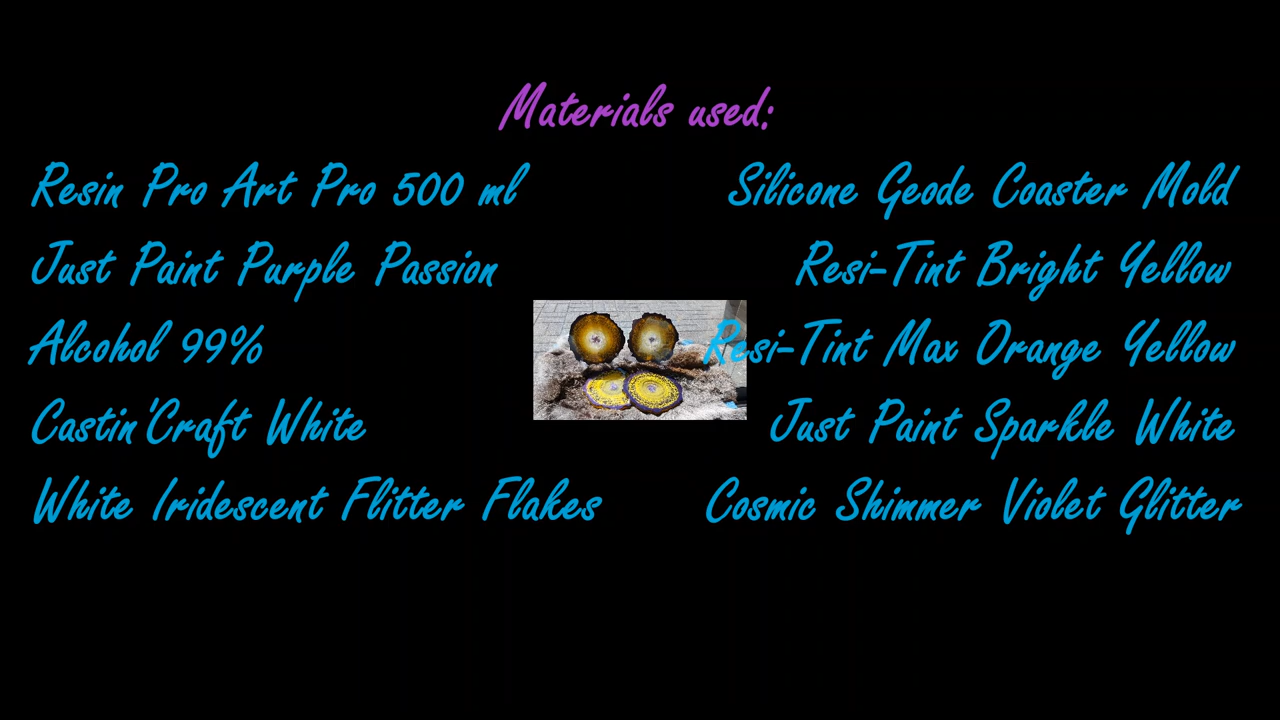 Materials used:
Resin Pro Art Pro 500 ml
Silicone Geode Coaster Mold
Just Paint Purple Passion
Resi-Tint Bright Yellow
Alcohol 99%
Resi-Tint Max Orange Yellow
Castin'Craft White
Just Paint Sparkle White
White Iridescent Flitter Flakes
Cosmic Shimmer Violet Glitter